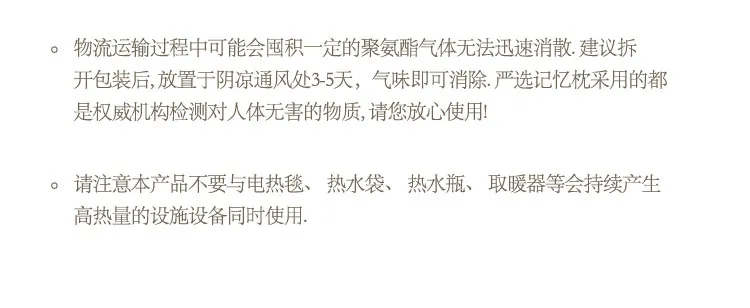 物流运输过程中可能会囤积一定的聚氨酯气体无法迅速消散. 建议拆
开包装后, 放置于阴凉通风处3-5天, 气味即可消除. 严选记忆枕采用的都
是权威机构检测对人体无害的物质, 请您放心使用!
请注意本产品不要与电热毯、热水袋、热水瓶、取暖器等会持续产生
高热量的设施设备同时使用.